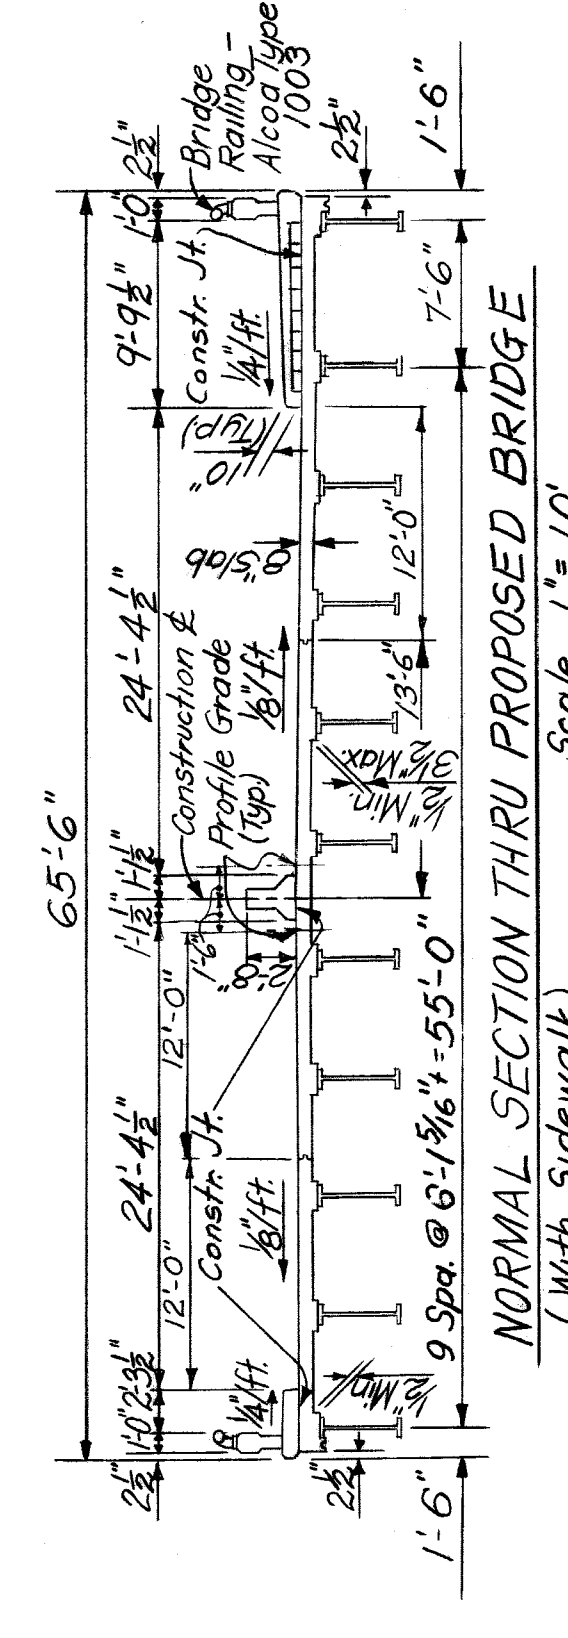 65'-6"
2½"
1'-0"
2'-3½"
24'-4½"
1'-1½"
1'-1½"
24'-4½"
9'-9½"
1'-0"
2½"
12'-0"
12'-0"
1'-6"
Construction ℄
Profile Grade
(Typ.)
2'-8"
Bridge
Railing –
Alcoa Type
1003
Constr. Jt.
¼"/ft.
10"
(Typ.)
8" Slab
⅛"/ft.
Constr. Jt.
⅛"/ft.
¼"/ft.
2½"
½" Min.
½" Min.
3½" Max.
13'-6"
12'-0"
2½"
1'-6"
9 Spa. @ 6'-1 5/16"+ = 55'-0"
7'-6"
1'-6"
NORMAL SECTION THRU PROPOSED BRIDGE
(With Sidewalk)
Scale 1" = 10'